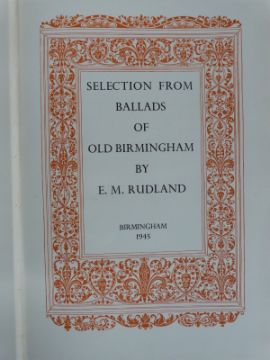 SELECTION FROM
BALLADS
OF
OLD BIRMINGHAM
BY
E. M. RUDLAND
BIRMINGHAM
1945